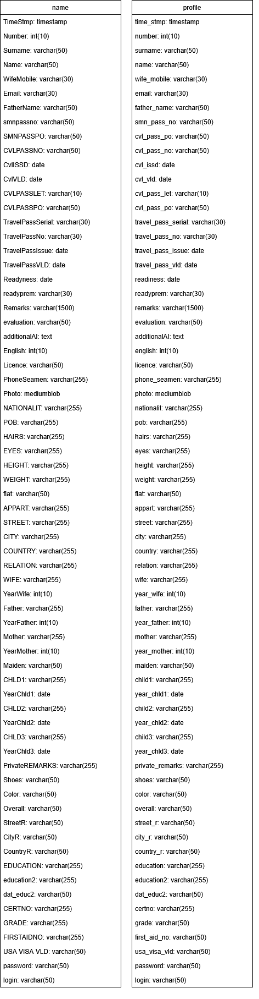 name
TimeStmp: timestamp
Number: int(10)
Surname: varchar(50)
Name: varchar(50)
WifeMobile: varchar(30)
Email: varchar(30)
FatherName: varchar(50)
smnpassno: varchar(50)
SMNPASSPO: varchar(50)
CVLPASSNO: varchar(50)
CvlISSD: date
CvlVLD: date
CVLPASSLET: varchar(10)
CVLPASSPO: varchar(50)
TravelPassSerial: varchar(30)
TravelPassNo: varchar(30)
TravelPassIssue: date
TravelPassVLD: date
Readyness: date
readyprem: varchar(30)
Remarks: varchar(1500)
evaluation: varchar(50)
additionalAI: text
English: int(10)
Licence: varchar(50)
PhoneSeamen: varchar(255)
Photo: mediumblob
NATIONALIT: varchar(255)
POB: varchar(255)
HAIRS: varchar(255)
EYES: varchar(255)
HEIGHT: varchar(255)
WEIGHT: varchar(255)
flat: varchar(50)
APPART: varchar(255)
STREET: varchar(255)
CITY: varchar(255)
COUNTRY: varchar(255)
RELATION: varchar(255)
WIFE: varchar(255)
YearWife: int(10)
Father: varchar(255)
YearFather: int(10)
Mother: varchar(255)
YearMother: int(10)
Maiden: varchar(50)
CHLD1: varchar(255)
YearChld1: date
CHLD2: varchar(255)
YearChld2: date
CHLD3: varchar(255)
YearChld3: date
PrivateREMARKS: varchar(255)
Shoes: varchar(50)
Color: varchar(50)
Overall: varchar(50)
StreetR: varchar(50)
CityR: varchar(50)
CountryR: varchar(50)
EDUCATION: varchar(255)
education2: varchar(255)
dat_educ2: varchar(50)
CERTNO: varchar(255)
GRADE: varchar(255)
FIRSTAIDNO: varchar(255)
USA VISA VLD: varchar(50)
password: varchar(50)
login: varchar(50)
profile
time_stmp: timestamp
number: int(10)
surname: varchar(50)
name: varchar(50)
wife_mobile: varchar(30)
email: varchar(30)
father_name: varchar(50)
smn_pass_no: varchar(50)
cvl_pass_po: varchar(50)
cvl_pass_no: varchar(50)
cvl_issd: date
cvl_vld: date
cvl_pass_let: varchar(10)
cvl_pass_po: varchar(50)
travel_pass_serial: varchar(30)
travel_pass_no: varchar(30)
travel_pass_issue: date
travel_pass_vld: date
readiness: date
readyprem: varchar(30)
remarks: varchar(1500)
evaluation: varchar(50)
additionalAI: text
english: int(10)
licence: varchar(50)
phone_seamen: varchar(255)
photo: mediumblob
nationalit: varchar(255)
pob: varchar(255)
hairs: varchar(255)
eyes: varchar(255)
height: varchar(255)
weight: varchar(255)
flat: varchar(50)
appart: varchar(255)
street: varchar(255)
city: varchar(255)
country: varchar(255)
relation: varchar(255)
wife: varchar(255)
year_wife: int(10)
father: varchar(255)
year_father: int(10)
mother: varchar(255)
year_mother: int(10)
maiden: varchar(50)
child1: varchar(255)
year_chld1: date
child2: varchar(255)
year_chld2: date
child3: varchar(255)
year_chld3: date
private_remarks: varchar(255)
shoes: varchar(50)
color: varchar(50)
overall: varchar(50)
street_r: varchar(50)
city_r: varchar(50)
country_r: varchar(50)
education: varchar(255)
education2: varchar(255)
dat_educ2: varchar(50)
certno: varchar(255)
grade: varchar(50)
first_aid_no: varchar(50)
usa_visa_vld: varchar(50)
password: varchar(50)
login: varchar(50)